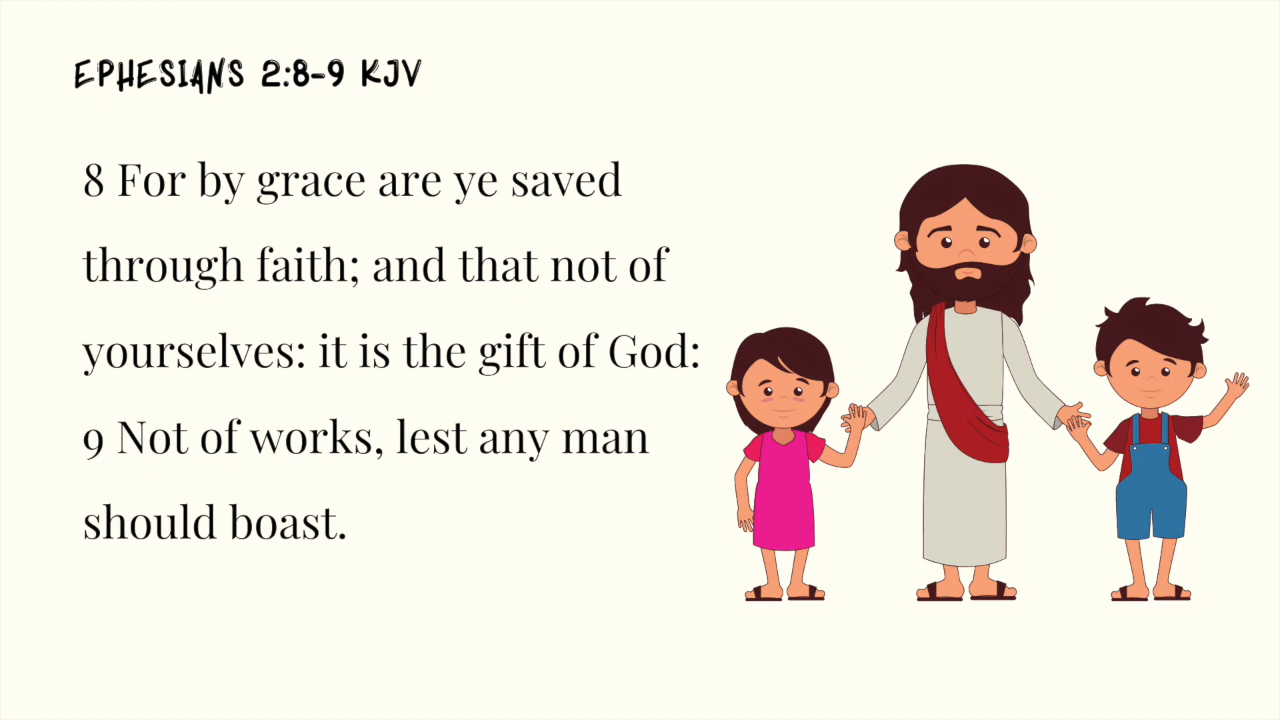 EPHESIANS 2:8-9 KJV
8 For by grace are ye saved
through faith; and that not of
yourselves: it is the gift of God:
9 Not of works, lest any man
should boast.